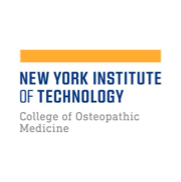 NEW YORK INSTITUTE
OF TECHNOLOGY
College of Osteopathic
Medicine